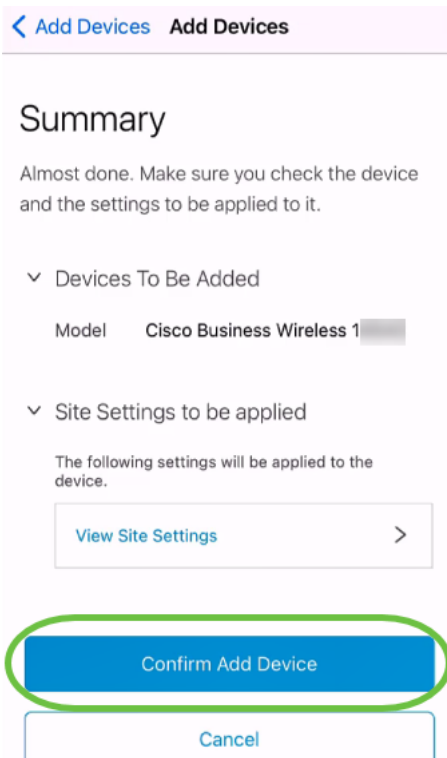 Add Devices Add Devices
Summary
Almost done. Make sure you check the device
and the settings to be applied to it.
Devices To Be Added
Model Cisco Business Wireless 1
Site Settings to be applied
The following settings will be applied to the
device.
View Site Settings
Confirm Add Device
Cancel